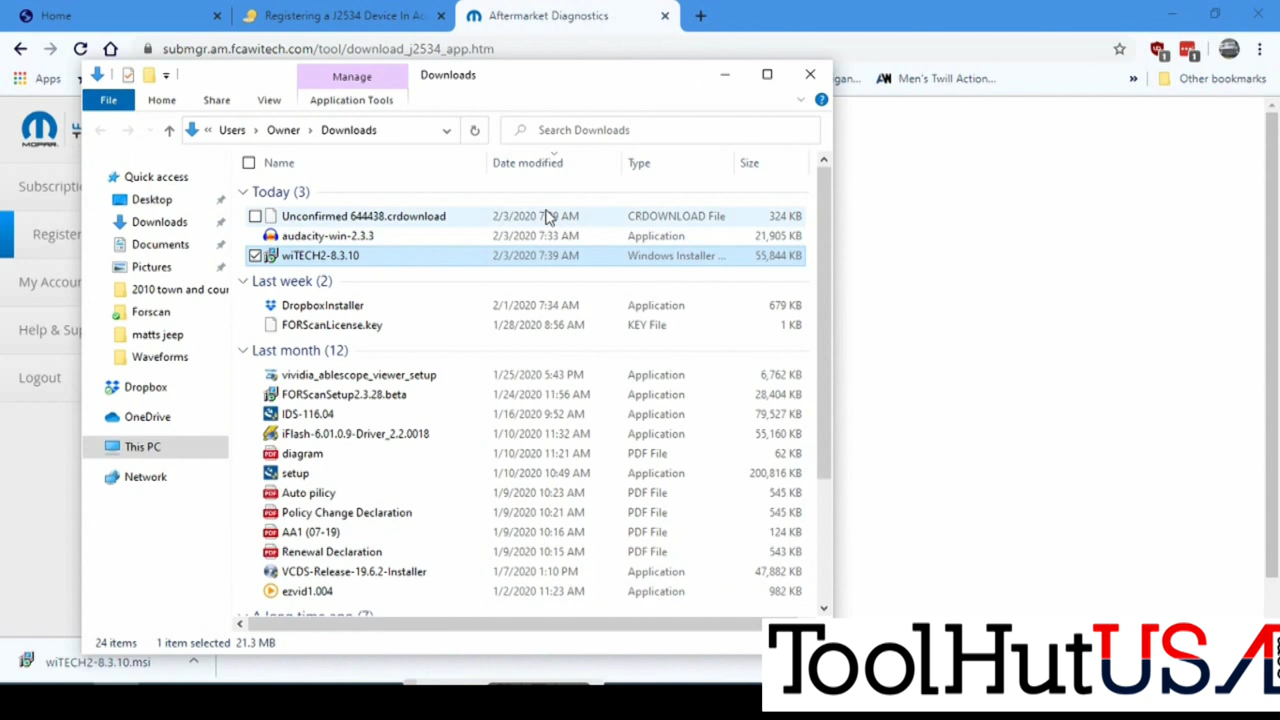 Home
Registering a J2534 Device In Ac
Aftermarket Diagnostics
submgr.am.fcawitech.com/tool/download_j2534_app.htm
1
1
Apps
gan...
Men's Twill Action...
»
Other bookmarks
Manage
Downloads
File
Home
Share
View
Application Tools
MOPAR
« Users > Owner > Downloads
Search Downloads
Name
Date modified
Type
Size
Today (3)
Unconfirmed 644438.crdownload
2/3/2020 AM
CRDOWNLOAD File
324 KB
audacity-win-2.3.3
2/3/2020 7:33 AM
Application
21,905 KB
wiTECH2-8.3.10
2/3/2020 7:39 AM
Windows Installer ...
55,844 KB
Last week (2)
DropboxInstaller
2/1/2020 7:34 AM
Application
679 KB
FORScanLicense.key
1/28/2020 8:56 AM
KEY File
1 KB
Last month (12)
vividia_ablescope_viewer_setup
1/25/2020 5:43 PM
Application
6,762 KB
FORScanSetup2.3.28.beta
1/24/2020 11:56 AM
Application
28,404 KB
IDS-116.04
1/16/2020 9:52 AM
Application
79,527 KB
iFlash-6.01.0.9-Driver_2.2.0018
1/10/2020 11:32 AM
Application
55,160 KB
diagram
1/10/2020 11:21 AM
PDF File
62 KB
setup
1/10/2020 10:49 AM
Application
200,816 KB
Auto pilicy
1/9/2020 10:23 AM
PDF File
545 KB
Policy Change Declaration
1/9/2020 10:21 AM
PDF File
545 KB
AA1 (07-19)
1/9/2020 10:16 AM
PDF File
124 KB
Renewal Declaration
1/9/2020 10:15 AM
PDF File
543 KB
VCDS-Release-19.6.2-Installer
1/7/2020 1:10 PM
Application
47,882 KB
ezvid1.004
1/2/2020 11:23 AM
Application
982 KB
A long time ago (7)
Quick access
Desktop
Downloads
Documents
Pictures
2010 town and cour
Forscan
matts jeep
Waveforms
Dropbox
OneDrive
This PC
Network
Subscripti
Register
My Accou
Help & Sup
Logout
24 items
1 item selected 21.3 MB
wiTECH2-8.3.10.msi
ToolHutUSA.com